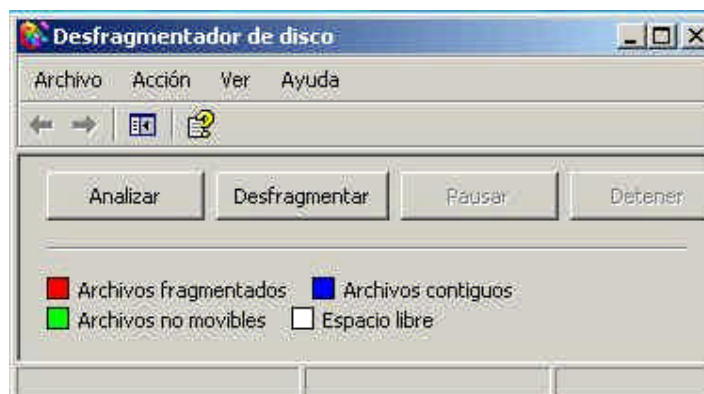 Desfragmentador de disco
Archivo Acción Ver Ayuda
Analizar Desfragmentar Pausar Detener
Archivos fragmentados Archivos contiguos
Archivos no movibles Espacio libre